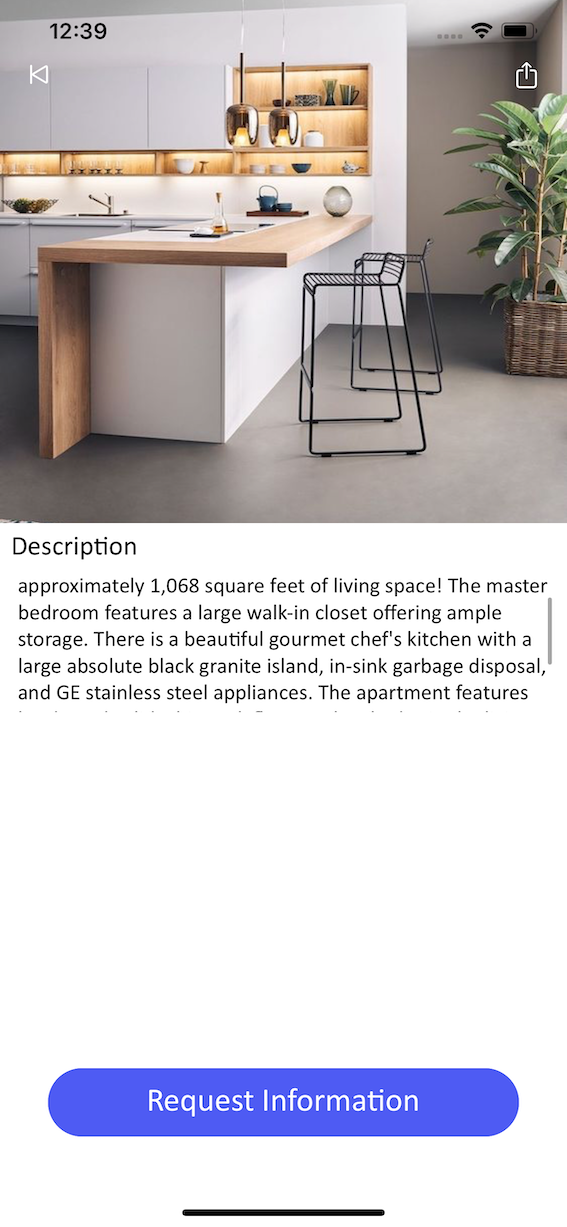 12:39
Description
approximately 1,068 square feet of living space! The master
bedroom features a large walk-in closet offering ample
storage. There is a beautiful gourmet chef's kitchen with a
large absolute black granite island, in-sink garbage disposal,
and GE stainless steel appliances. The apartment features
Request Information